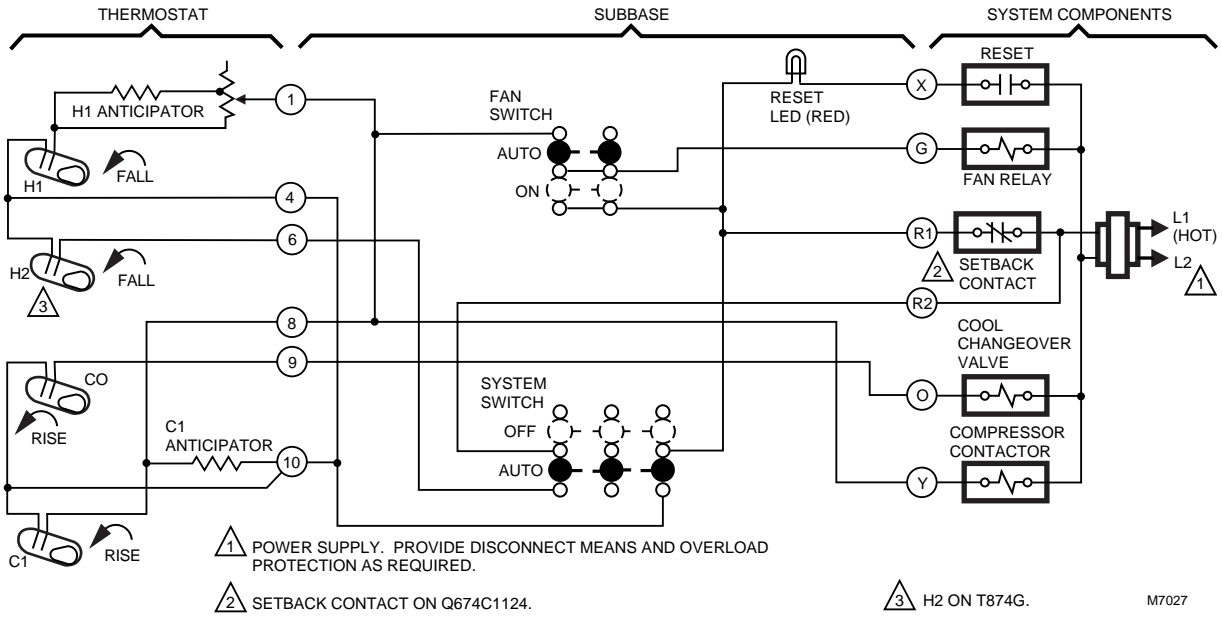 THERMOSTAT
SUBBASE
SYSTEM COMPONENTS
RESET
X
RESET
LED (RED)
1
FAN
SWITCH
H1 ANTICIPATOR
AUTO
G
FAN RELAY
H1
FALL
ON
4
6
R1
L1
(HOT)
H2
FALL
2
SETBACK
CONTACT
L2
1
3
R2
8
9
COOL
CHANGEOVER
VALVE
CO
SYSTEM
SWITCH
O
RISE
C1
ANTICIPATOR
OFF
COMPRESSOR
CONTACTOR
10
AUTO
Y
C1
RISE
1 POWER SUPPLY. PROVIDE DISCONNECT MEANS AND OVERLOAD
PROTECTION AS REQUIRED.
2 SETBACK CONTACT ON Q674C1124.
3 H2 ON T874G.
M7027